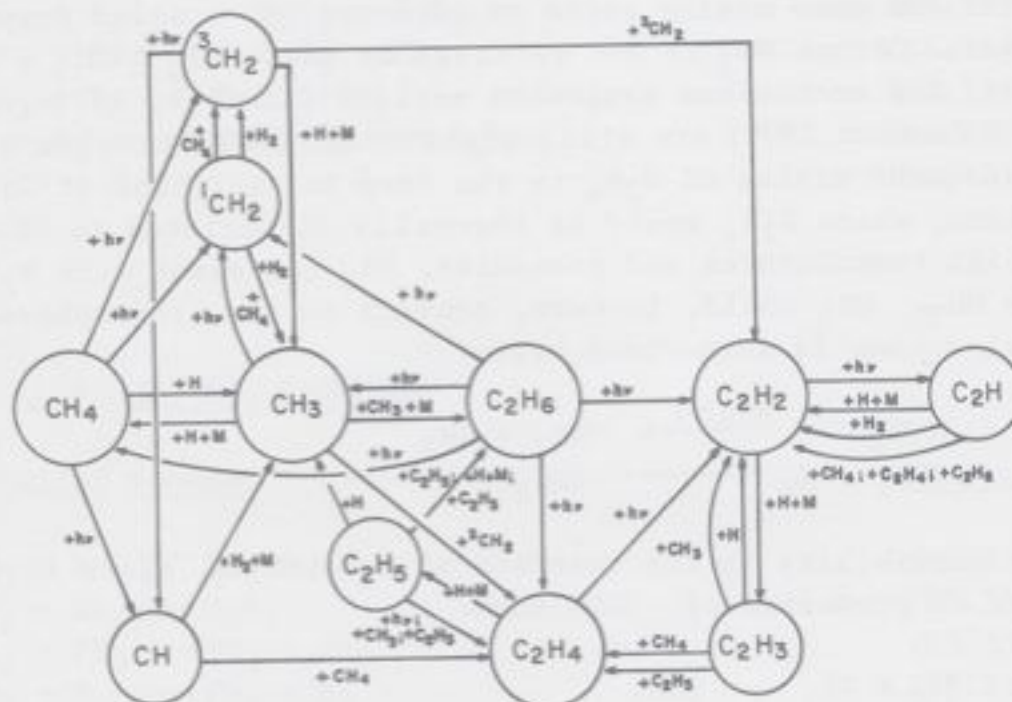 +hν
³CH₂
+³CH₂
+CH₄
+H₂
+H+M
¹CH₂
+hν
+hν
+hν
+H₂
+CH₄
+hν
CH₄
+H
+H+M
CH₃
+hν
+CH₃+M
C₂H₆
+hν
C₂H₂
+hν
+H+M
+H₂
C₂H
+hν
+CH₄; +C₂H₄; +C₂H₆
+C₂H₅; +H+M;
+C₂H₅
+hν
+H
+hν
+hν
+H+M
+H
+CH₃
+³CH₂
+H₂+M
C₂H₅
+H+M
+hν;
+CH₃; +C₂H₅
CH
+CH₄
C₂H₄
+CH₄
+C₂H₅
C₂H₃